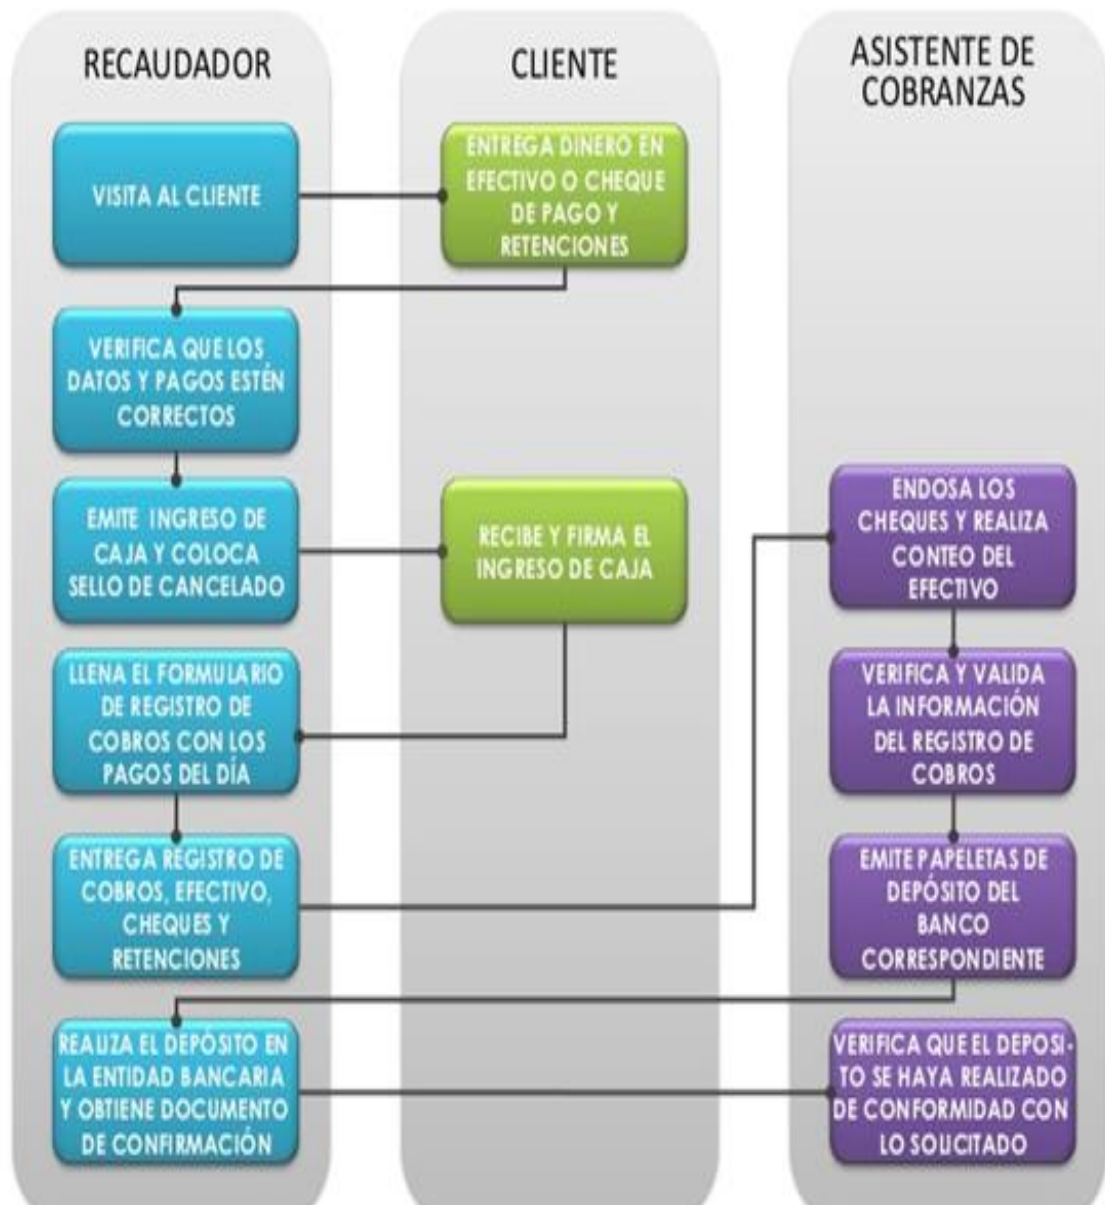 RECAUDADOR
CLIENTE
ASISTENTE DE
COBRANZAS
VISITA AL CLIENTE
ENTREGA DINERO EN
EFECTIVO O CHEQUE
DE PAGO Y
RETENCIONES
VERIFICA QUE LOS
DATOS Y PAGOS ESTÉN
CORRECTOS
EMITE INGRESO DE
CAJA Y COLOCA
SELLO DE CANCELADO
RECIBE Y FIRMA EL
INGRESO DE CAJA
LLENA EL FORMULARIO
DE REGISTRO DE
COBROS CON LOS
PAGOS DEL DÍA
ENTREGA REGISTRO DE
COBROS, EFECTIVO,
CHEQUES Y
RETENCIONES
ENDOSA LOS
CHEQUES Y REALIZA
CONTEO DEL
EFECTIVO
VERIFICA Y VALIDA
LA INFORMACIÓN
DEL REGISTRO DE
COBROS
EMITE PAPELETAS DE
DEPÓSITO DEL
BANCO
CORRESPONDIENTE
REALIZA EL DEPÓSITO EN
LA ENTIDAD BANCARIA
Y OBTIENE DOCUMENTO
DE CONFIRMACIÓN
VERIFICA QUE EL DEPOSI-
TO SE HAYA REALIZADO
DE CONFORMIDAD CON
LO SOLICITADO